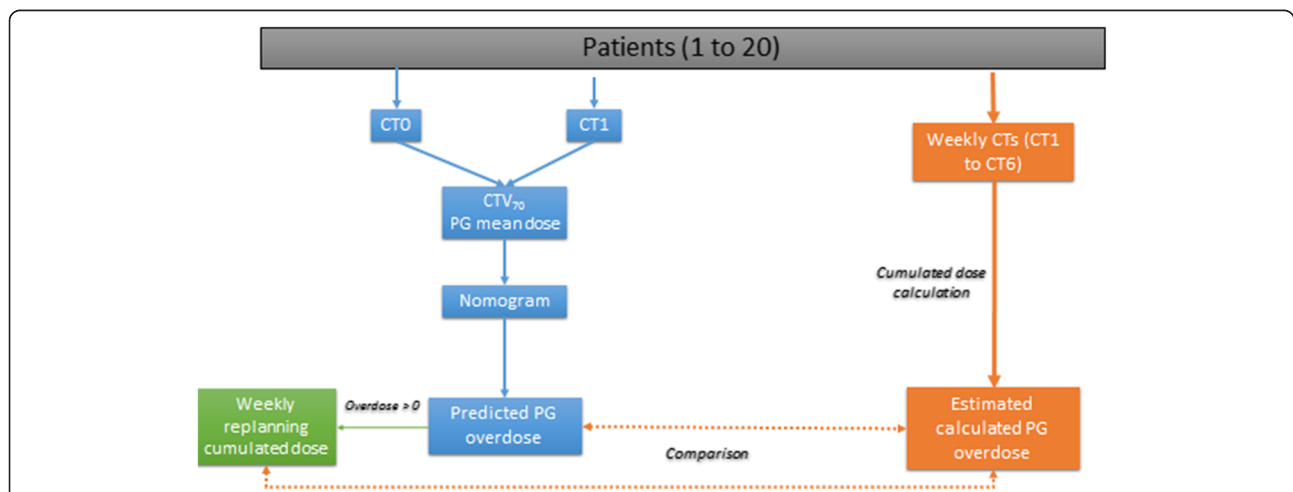 Patients (1 to 20)
CT0
CT1
Weekly CTs (CT1
to CT6)
CTV₇₀
PG mean dose
Cumulated dose
calculation
Nomogram
Weekly
replanning
cumulated dose
Overdose > 0
Predicted PG
overdose
Comparison
Estimated
calculated PG
overdose